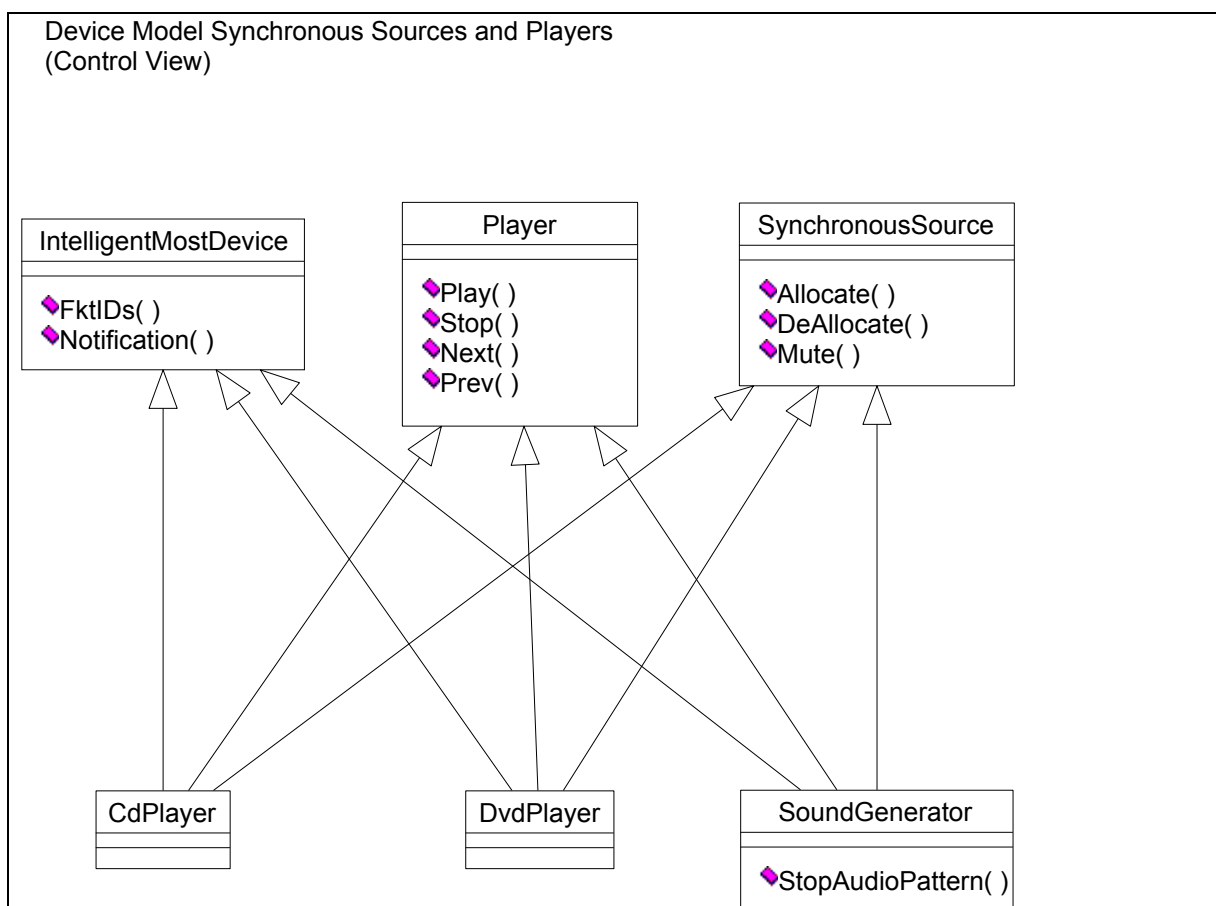 Device Model Synchronous Sources and Players
(Control View)
IntelligentMostDevice
FktIDs( )
Notification( )
Player
Play( )
Stop( )
Next( )
Prev( )
SynchronousSource
Allocate( )
DeAllocate( )
Mute( )
CdPlayer
DvdPlayer
SoundGenerator
StopAudioPattern( )